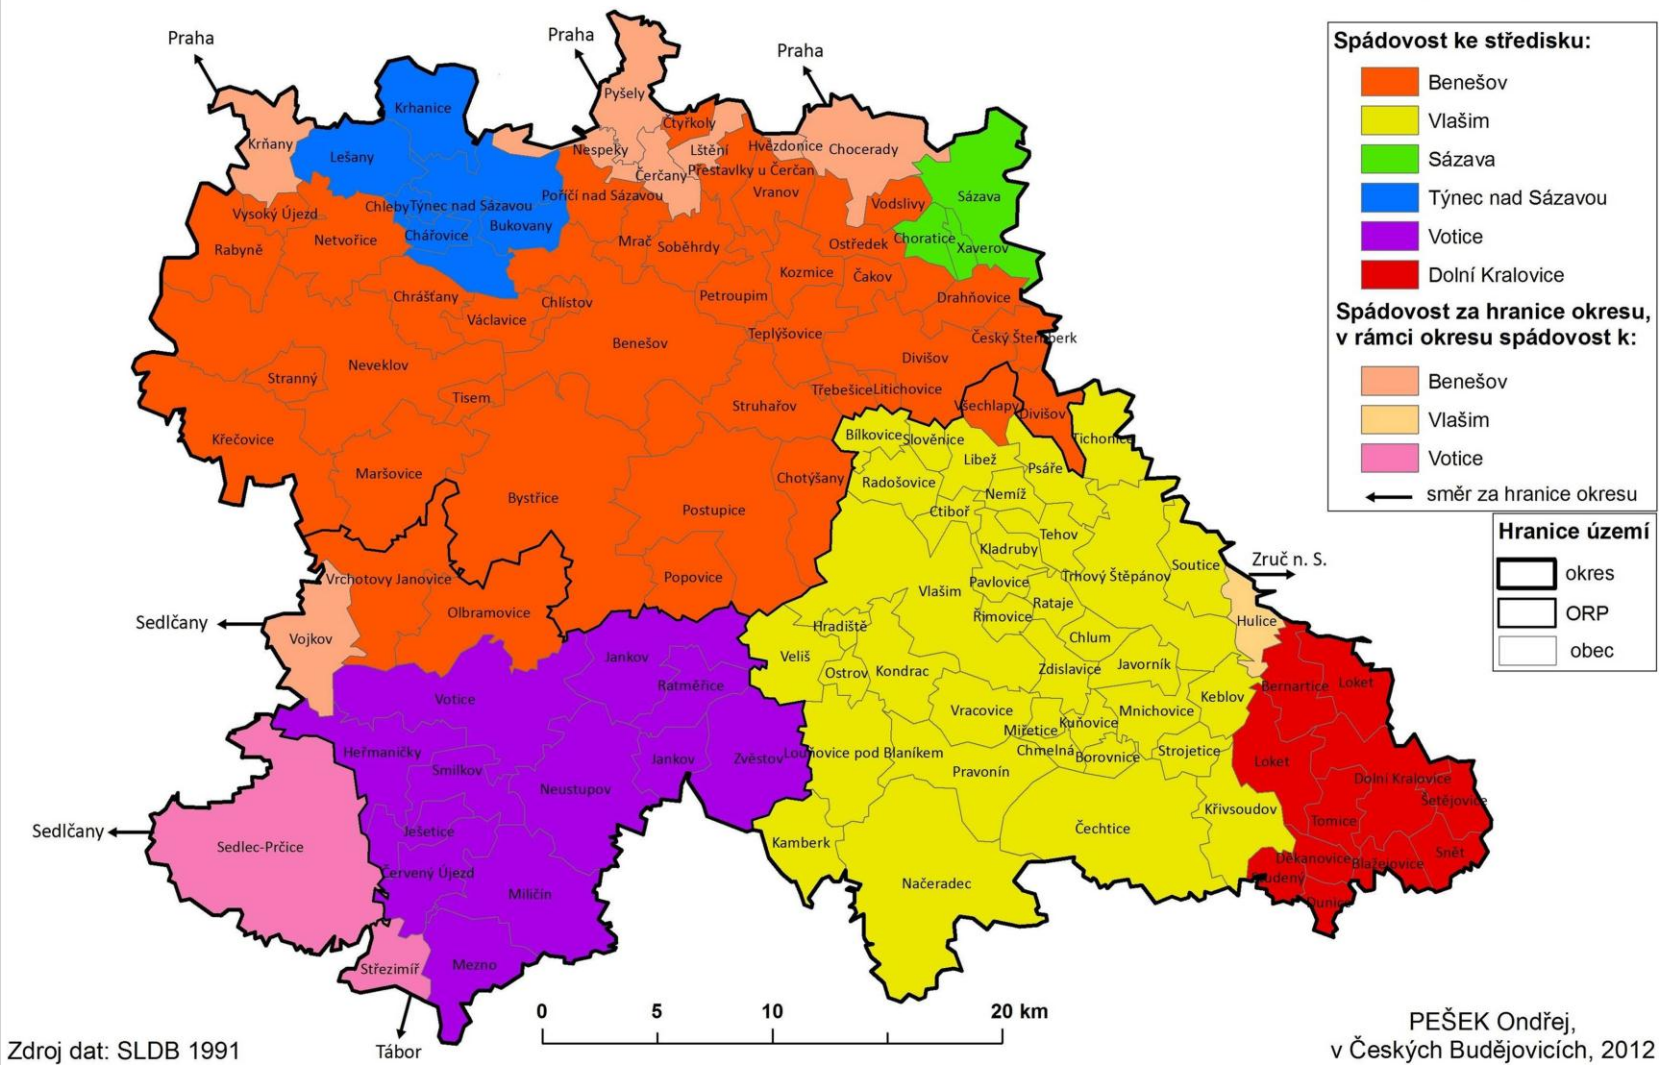 Praha
Praha
Praha
Spádovost ke středisku:
Benešov
Vlašim
Sázava
Týnec nad Sázavou
Votice
Dolní Kralovice
Spádovost za hranice okresu,
v rámci okresu spádovost k:
Benešov
Vlašim
Votice
směr za hranice okresu
Hranice území
okres
ORP
obec
Krhanice
Pyšely
Čtyřkoly
Krňany
Lešany
Nespeky
Lštění
Hvězdonice
Chocerady
Čerčany
Přestavlky u Čerčan
Vranov
Poříčí nad Sázavou
Sázava
Vysoký Újezd
Chleby
Týnec nad Sázavou
Vodslivy
Bukovany
Netvořice
Chářovice
Rabyně
Mrač
Soběhrdy
Ostředek
Choratice
Xaverov
Kozmice
Čakov
Chrášťany
Chlístov
Petroupim
Drahňovice
Václavice
Teplýšovice
Benešov
Český Šternberk
Neveklov
Divišov
Stranný
Tisem
Třebešice
Litichovice
Struhařov
Všechlapy
Divišov
Křečovice
Bílkovice
Slověnice
Tichonice
Libež
Psáře
Maršovice
Chotýšany
Radošovice
Bystřice
Nemíž
Postupice
Ctiboř
Tehov
Kladruby
Zruč n. S.
Soutice
Vrchotovy Janovice
Popovice
Pavlovice
Trhový Štěpánov
Vlašim
Rataje
Olbramovice
Římovice
Sedlčany
Hradiště
Hulice
Vojkov
Chlum
Jankov
Veliš
Ostrov
Kondrac
Zdislavice
Javorník
Ratměřice
Bernartice
Loket
Votice
Keblov
Vracovice
Mnichovice
Kuňovice
Miřetice
Heřmaničky
Jankov
Zvěstov
Louňovice pod Blaníkem
Chmelná
Borovnice
Strojetice
Loket
Smilkov
Pravonín
Dolní Kralovice
Neustupov
Šetějovice
Křivsoudov
Tomice
Sedlčany
Ješetice
Čechtice
Sedlec-Prčice
Kamberk
Snět
Děkanovice
Blažejovice
Červený Újezd
Načeradec
Miličín
Dunice
Střezimíř
Mezno
Tábor
0 5 10 20 km
Zdroj dat: SLDB 1991
PEŠEK Ondřej,
v Českých Budějovicích, 2012